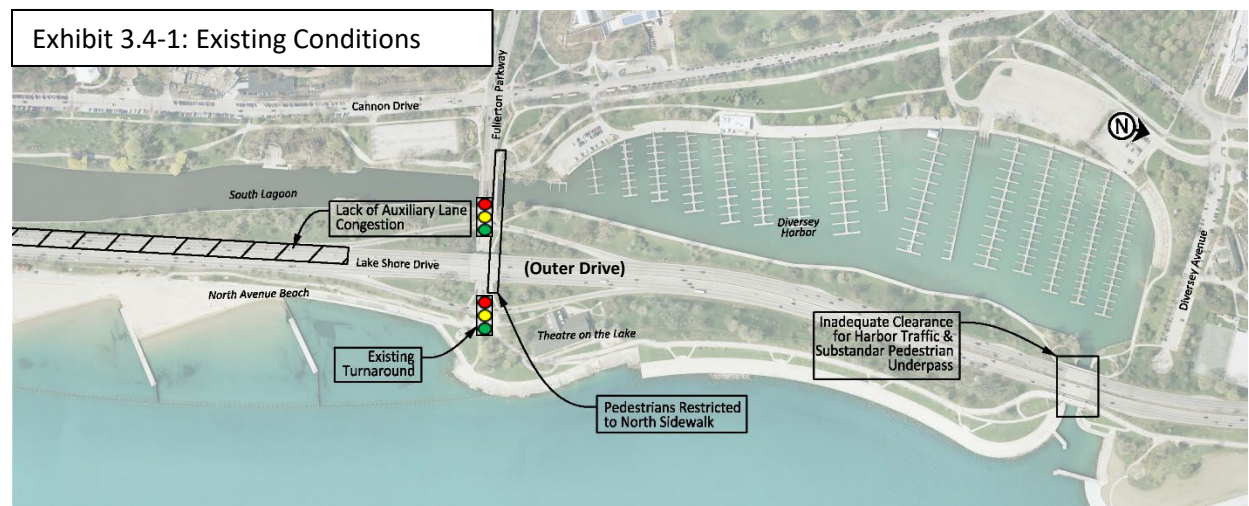 Exhibit 3.4-1: Existing Conditions
Cannon Drive
Fullerton Parkway
N
South Lagoon
Lack of Auxiliary Lane
Congestion
Diversey
Harbor
Diversey Avenue
Lake Shore Drive
(Outer Drive)
North Avenue Beach
Theatre on the Lake
Existing
Turnaround
Inadequate Clearance
for Harbor Traffic &
Substandar Pedestrian
Underpass
Pedestrians Restricted
to North Sidewalk